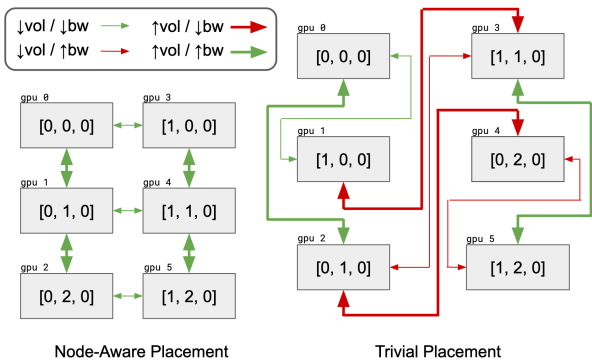 ↓vol / ↓bw
↑vol / ↓bw
↓vol / ↑bw
↑vol / ↑bw
gpu 0
[0, 0, 0]
gpu 3
[1, 0, 0]
gpu 1
[0, 1, 0]
gpu 4
[1, 1, 0]
gpu 2
[0, 2, 0]
gpu 5
[1, 2, 0]
Node-Aware Placement
gpu 0
[0, 0, 0]
gpu 3
[1, 1, 0]
gpu 1
[1, 0, 0]
gpu 4
[0, 2, 0]
gpu 2
[0, 1, 0]
gpu 5
[1, 2, 0]
Trivial Placement